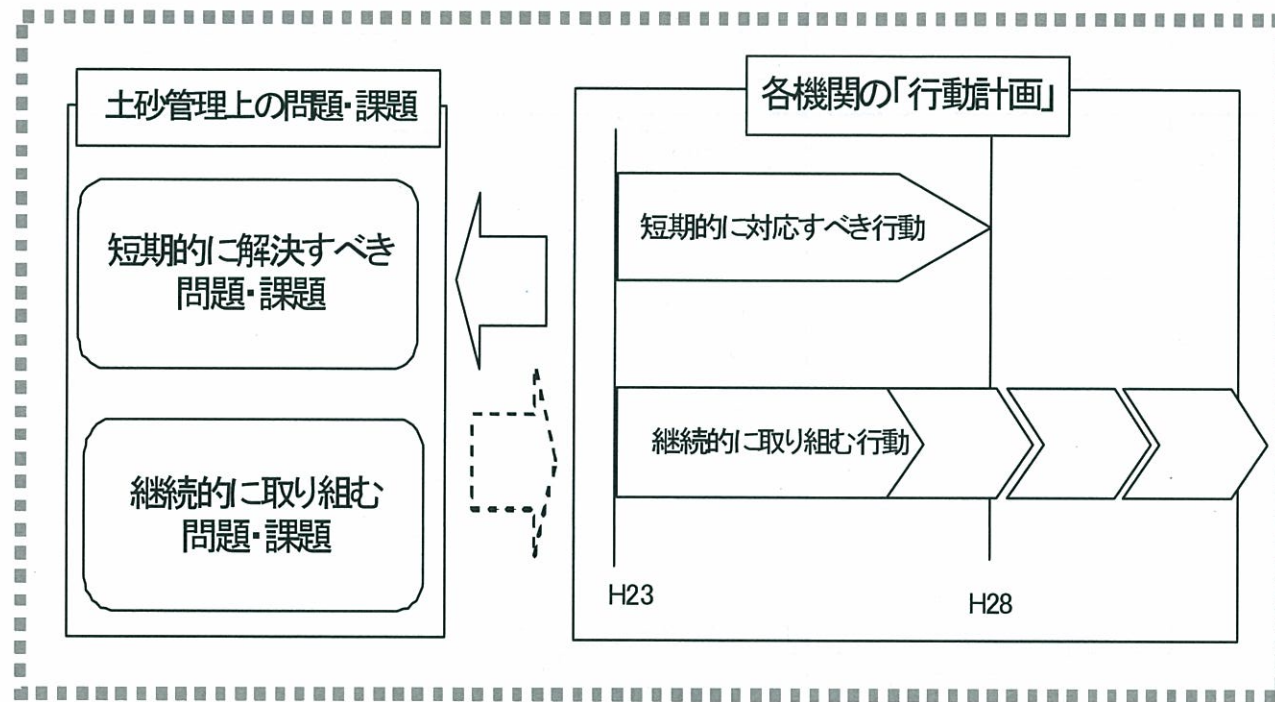 土砂管理上の問題・課題
短期的に解決すべき
問題・課題
継続的に取り組む
問題・課題
各機関の「行動計画」
短期的に対応すべき行動
継続的に取り組む行動
H23
H28